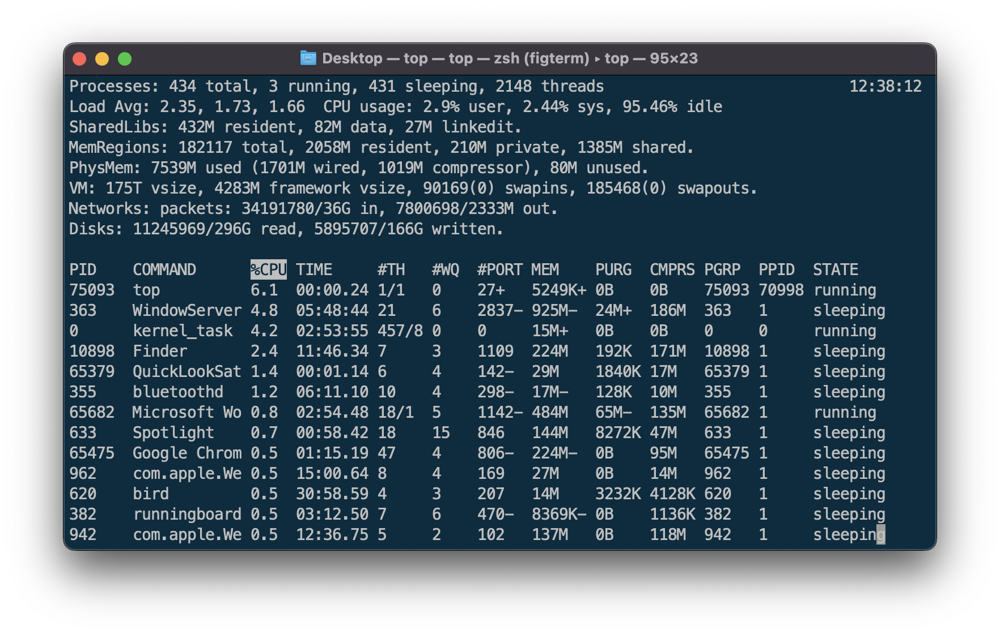 Desktop — top — top — zsh (figterm) ▸ top — 95×23
Processes: 434 total, 3 running, 431 sleeping, 2148 threads 12:38:12
Load Avg: 2.35, 1.73, 1.66  CPU usage: 2.9% user, 2.44% sys, 95.46% idle
SharedLibs: 432M resident, 82M data, 27M linkedit.
MemRegions: 182117 total, 2058M resident, 210M private, 1385M shared.
PhysMem: 7539M used (1701M wired, 1019M compressor), 80M unused.
VM: 175T vsize, 4283M framework vsize, 90169(0) swapins, 185468(0) swapouts.
Networks: packets: 34191780/36G in, 7800698/2333M out.
Disks: 11245969/296G read, 5895707/166G written.
PID    COMMAND      %CPU TIME     #TH   #WQ  #PORT MEM    PURG  CMPRS PGRP  PPID  STATE
75093  top          6.1  00:00.24 1/1   0    27+   5249K+ 0B    0B    75093 70998 running
363    WindowServer 4.8  05:48:44 21    6    2837- 925M-  24M+  186M  363   1     sleeping
0      kernel_task  4.2  02:53:55 457/8 0    0     15M+   0B    0B    0     0     running
10898  Finder       2.4  11:46.34 7     3    1109  224M   192K  171M  10898 1     sleeping
65379  QuickLookSat 1.4  00:01.14 6     4    142-  29M    1840K 17M   65379 1     sleeping
355    bluetoothd   1.2  06:11.10 10    4    298-  17M-   128K  10M   355   1     sleeping
65682  Microsoft Wo 0.8  02:54.48 18/1  5    1142- 484M   65M-  135M  65682 1     running
633    Spotlight    0.7  00:58.42 18    15   846   144M   8272K 47M   633   1     sleeping
65475  Google Chrom 0.5  01:15.19 47    4    806-  224M-  0B    95M   65475 1     sleeping
962    com.apple.We 0.5  15:00.64 8     4    169   27M    0B    14M   962   1     sleeping
620    bird         0.5  30:58.59 4     3    207   14M    3232K 4128K 620   1     sleeping
382    runningboard 0.5  03:12.50 7     6    470-  8369K- 0B    1136K 382   1     sleeping
942    com.apple.We 0.5  12:36.75 5     2    102   137M   0B    118M  942   1     sleeping